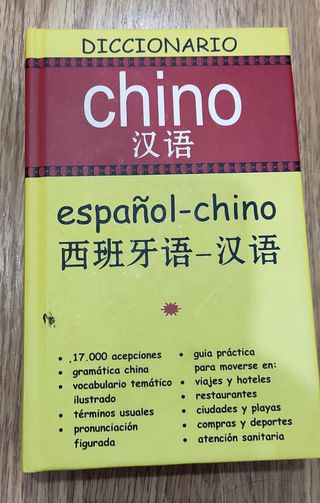 DICCIONARIO
chino
汉语
español-chino
西班牙语-汉语
• 17.000 acepciones
• gramática china
• vocabulario temático
ilustrado
• términos usuales
• pronunciación
figurada
• guia práctica
para moverse en:
• viajes y hoteles
• restaurantes
• ciudades y playas
• compras y deportes
• atención sanitaria